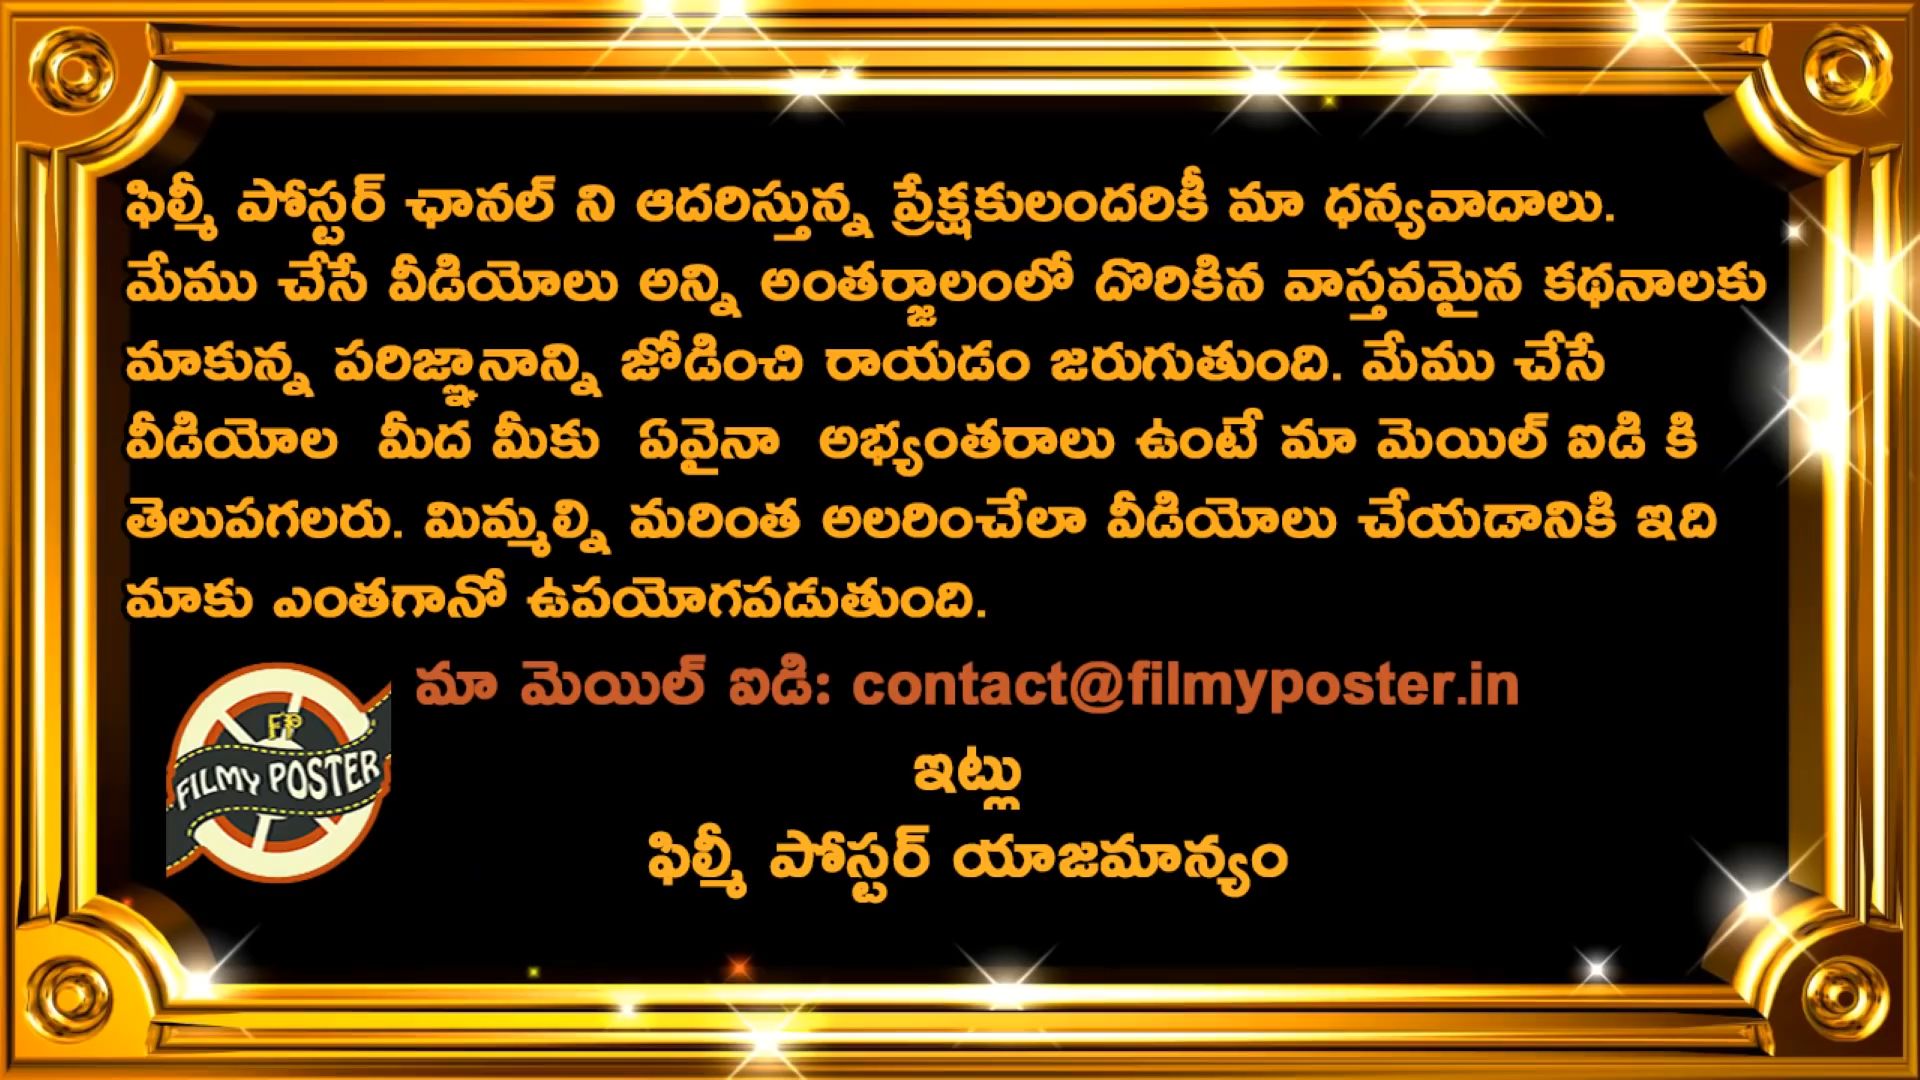 ఫిల్మీ పోస్టర్ ఛానల్ ని ఆదరిస్తున్న ప్రేక్షకులందరికీ మా ధన్యవాదాలు.
మేము చేసే వీడియోలు అన్ని అంతర్జాలంలో దొరికిన వాస్తవమైన కథనాలకు
మాకున్న పరిజ్ఞానాన్ని జోడించి రాయడం జరుగుతుంది. మేము చేసే
వీడియోల మీద మీకు ఏవైనా అభ్యంతరాలు ఉంటే మా మెయిల్ ఐడి కి
తెలుపగలరు. మిమ్మల్ని మరింత అలరించేలా వీడియోలు చేయడానికి ఇది
మాకు ఎంతగానో ఉపయోగపడుతుంది.
మా మెయిల్ ఐడి: contact@filmyposter.in
FP
FILMY POSTER
ఇట్లు
ఫిల్మీ పోస్టర్ యాజమాన్యం